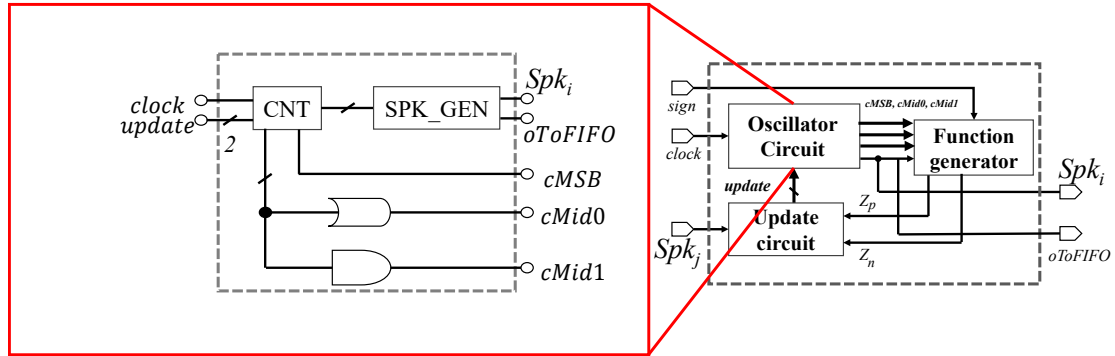 clock
update
2
CNT
SPK_GEN
Spk_i
oToFIFO
cMSB
cMid0
cMid1
sign
clock
Spk_j
Oscillator
Circuit
cMSB, cMid0, cMid1
Function
generator
update
Update
circuit
Z_p
Z_n
Spk_i
oToFIFO